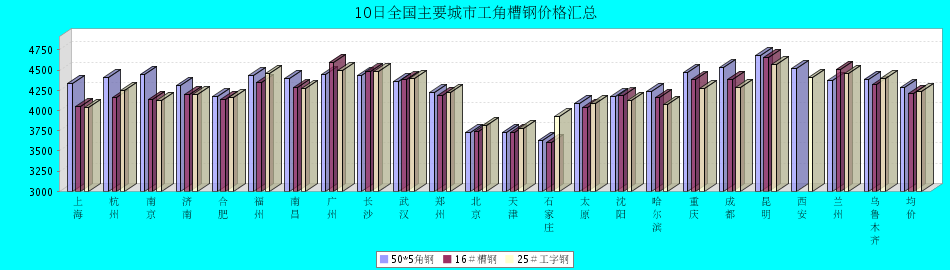 10日全国主要城市工角槽钢价格汇总
4750
4500
4250
4000
3750
3500
3250
3000
上海
杭州
南京
济南
合肥
福州
南昌
广州
长沙
武汉
郑州
北京
天津
石家庄
太原
沈阳
哈尔滨
重庆
成都
昆明
西安
兰州
乌鲁木齐
均价
50*5角钢 16＃槽钢 25＃工字钢